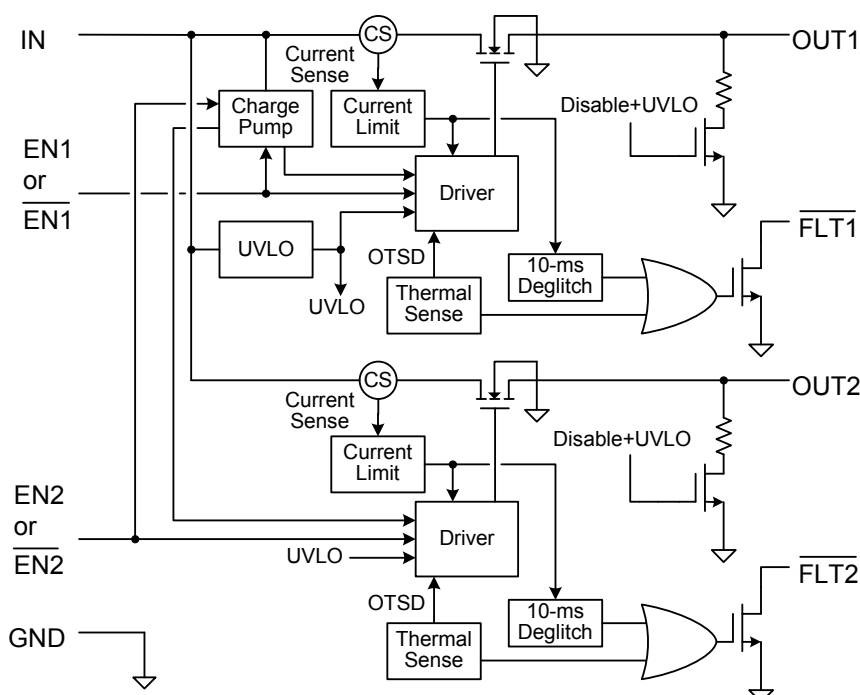 IN
CS
OUT1
Current
Sense
Charge
Pump
Current
Limit
Disable+UVLO
EN1
or
EN1
Driver
UVLO
OTSD
UVLO
10-ms
Deglitch
FLT1
Thermal
Sense
CS
OUT2
Current
Sense
Current
Limit
Disable+UVLO
EN2
or
EN2
Driver
UVLO
OTSD
10-ms
Deglitch
FLT2
GND
Thermal
Sense